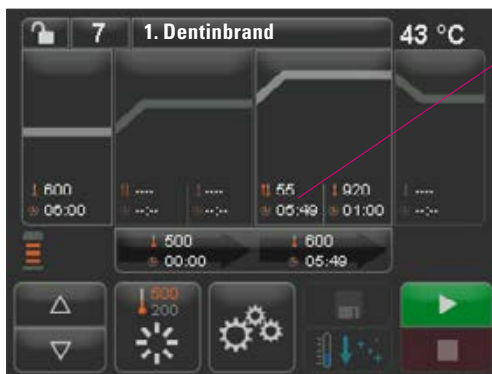 7 1. Dentinbrand 43 °C
600 ---- ---- 55 920 ----
06:00 --:-- --:-- 05:49 01:00 --:--
500 600
00:00 05:49
500
200